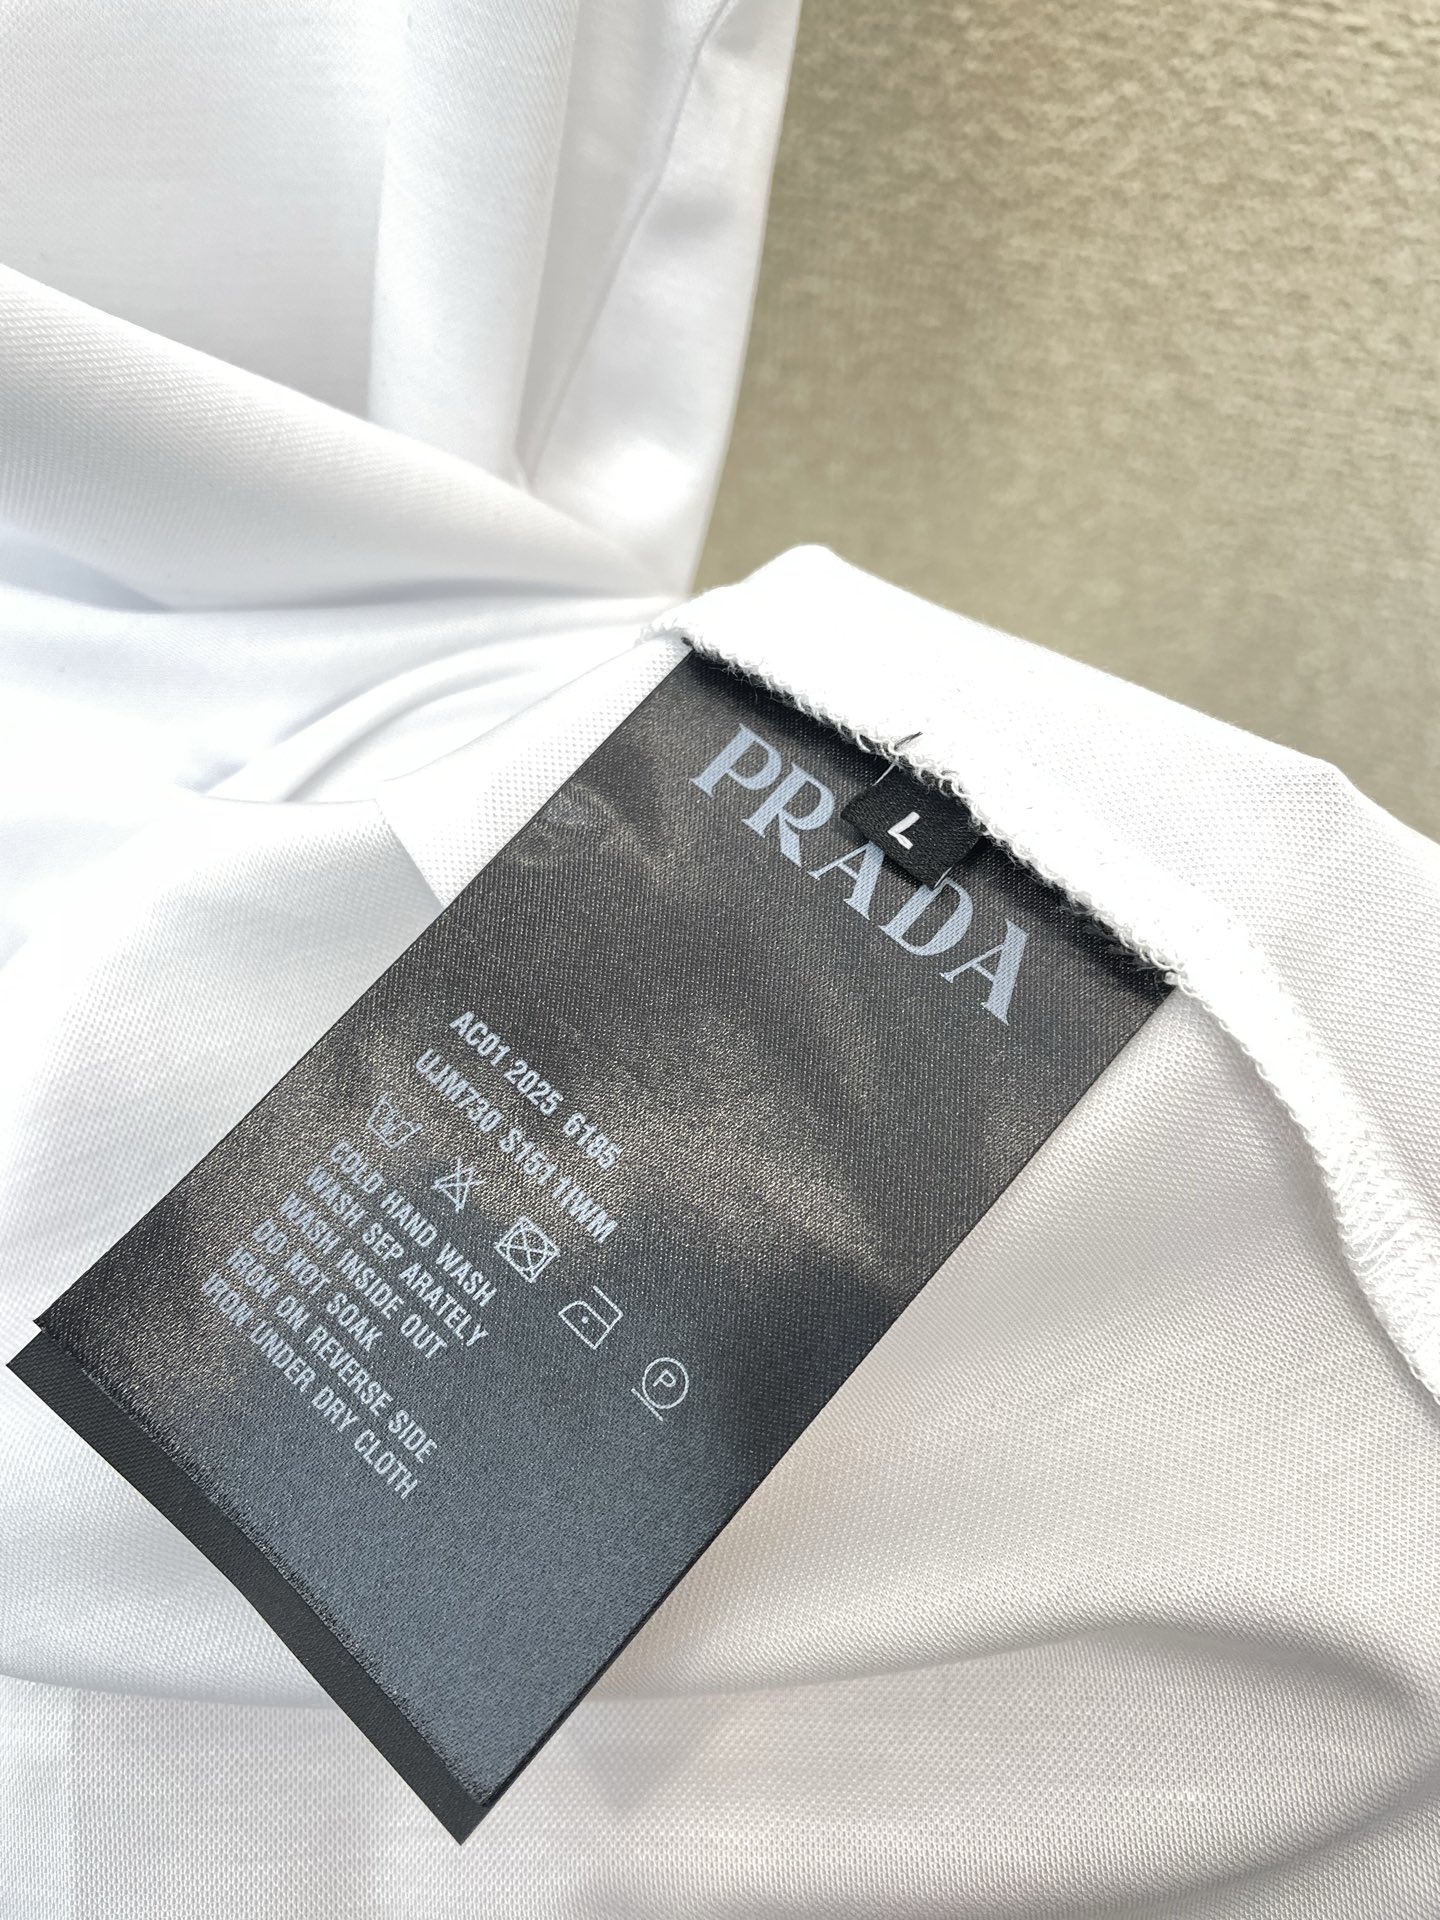 PRADA
L
AC01 2025 6185
UJM730 S151 1IWM
P
COLD HAND WASH
WASH SEP ARATELY
WASH INSIDE OUT
DO NOT SOAK
IRON ON REVERSE SIDE
IRON UNDER DRY CLOTH